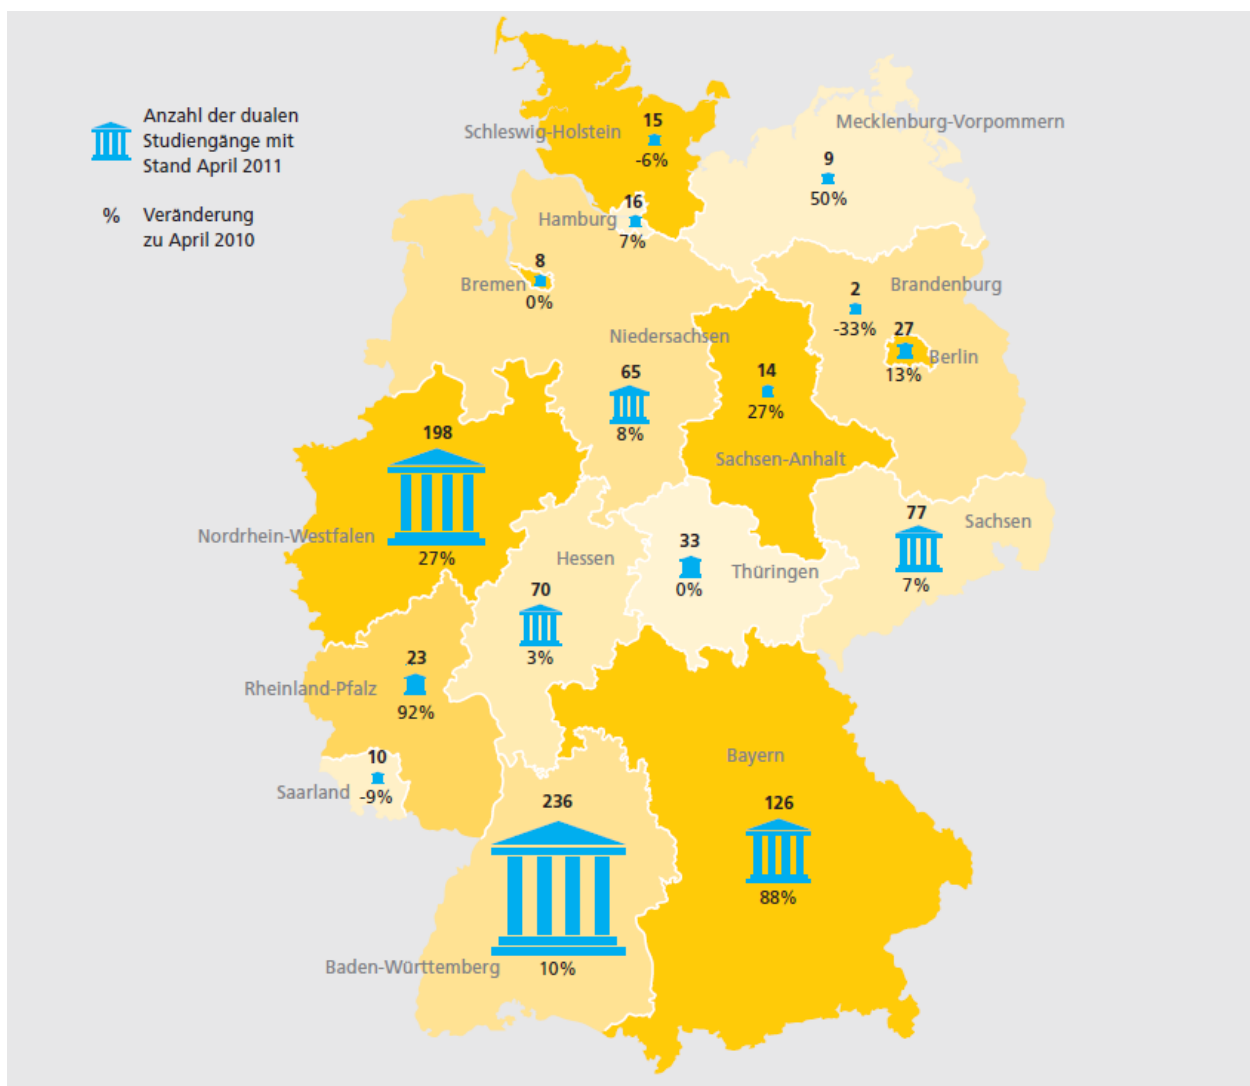 Anzahl der dualen
Studiengänge mit
Stand April 2011
% Veränderung
zu April 2010
Schleswig-Holstein
15
-6%
Mecklenburg-Vorpommern
9
50%
Hamburg
16
7%
Bremen
8
0%
Brandenburg
2
-33%
27
Berlin
13%
Niedersachsen
65
8%
14
27%
Sachsen-Anhalt
198
Nordrhein-Westfalen
27%
77
Sachsen
7%
Hessen
70
3%
33
Thüringen
0%
23
Rheinland-Pfalz
92%
10
Saarland
-9%
Bayern
126
88%
236
Baden-Württemberg
10%